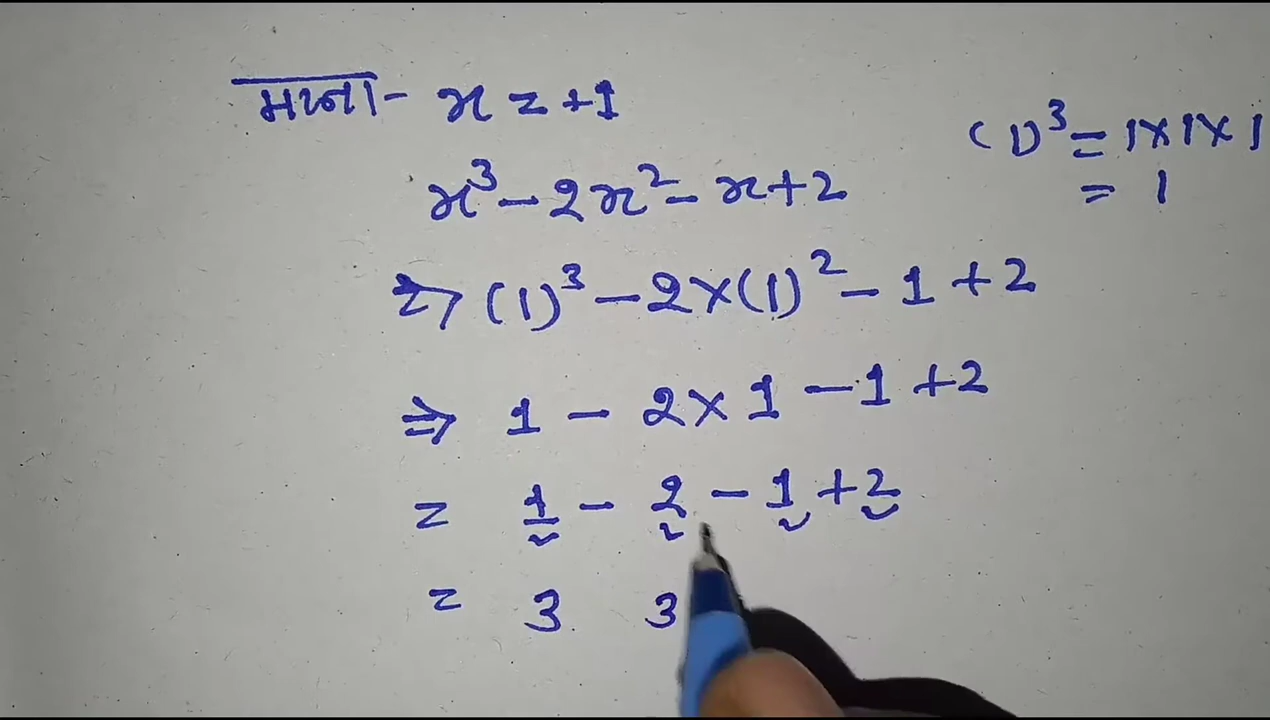 माना - x = +1
(1)³ = 1×1×1
= 1
x³ - 2x² - x + 2
⇒ (1)³ - 2×(1)² - 1 + 2
⇒ 1 - 2×1 - 1 + 2
= 1 - 2 - 1 + 2
= 3 3